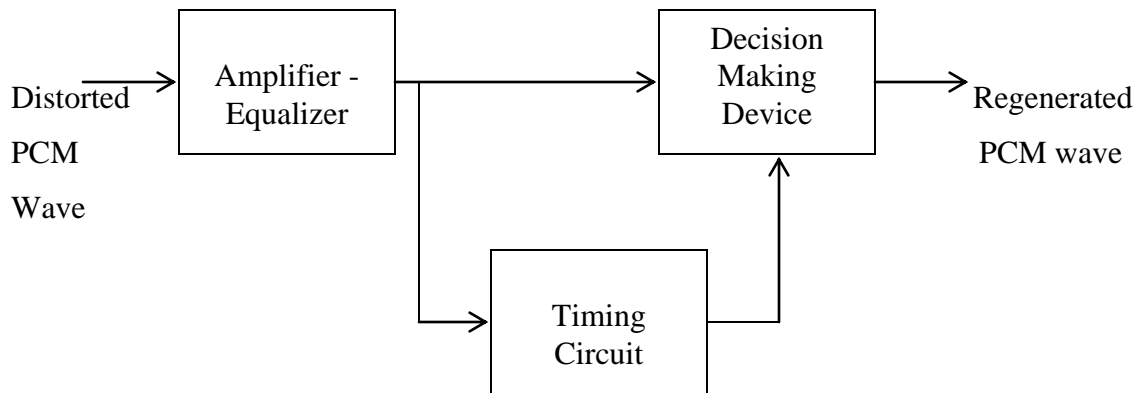 Distorted
PCM
Wave
Amplifier -
Equalizer
Decision
Making
Device
Regenerated
PCM wave
Timing
Circuit